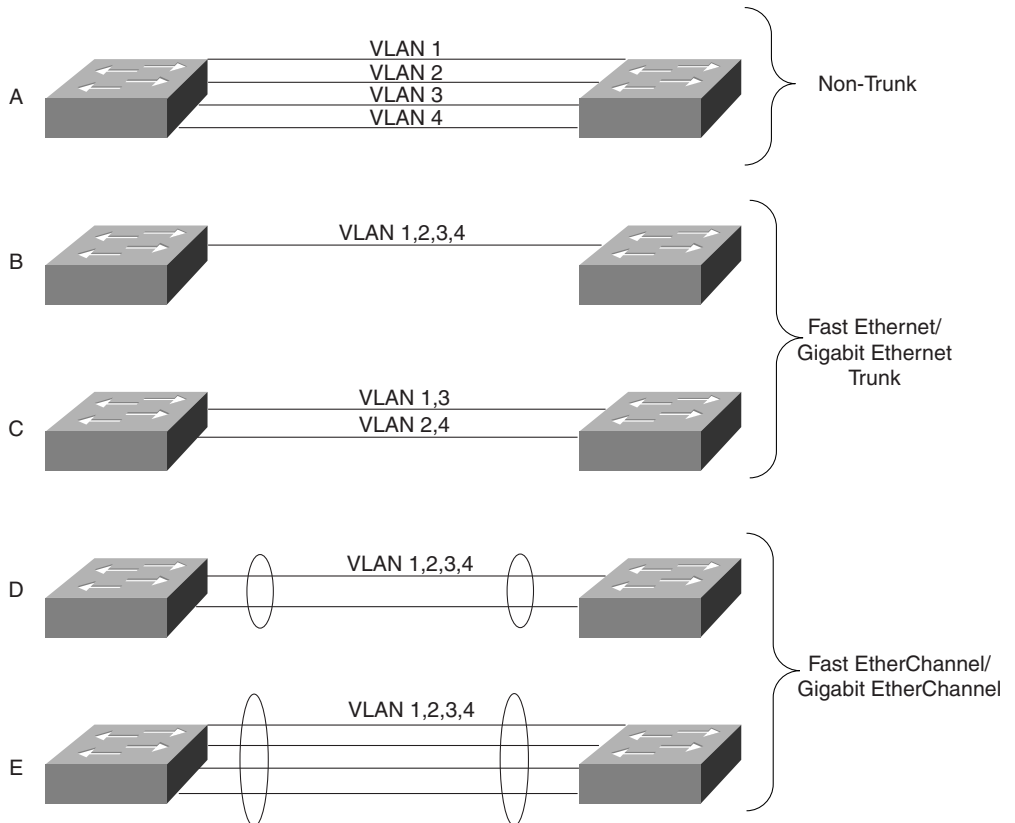 A
VLAN 1
VLAN 2
VLAN 3
VLAN 4
Non-Trunk
B
VLAN 1,2,3,4
C
VLAN 1,3
VLAN 2,4
Fast Ethernet/
Gigabit Ethernet
Trunk
D
VLAN 1,2,3,4
E
VLAN 1,2,3,4
Fast EtherChannel/
Gigabit EtherChannel